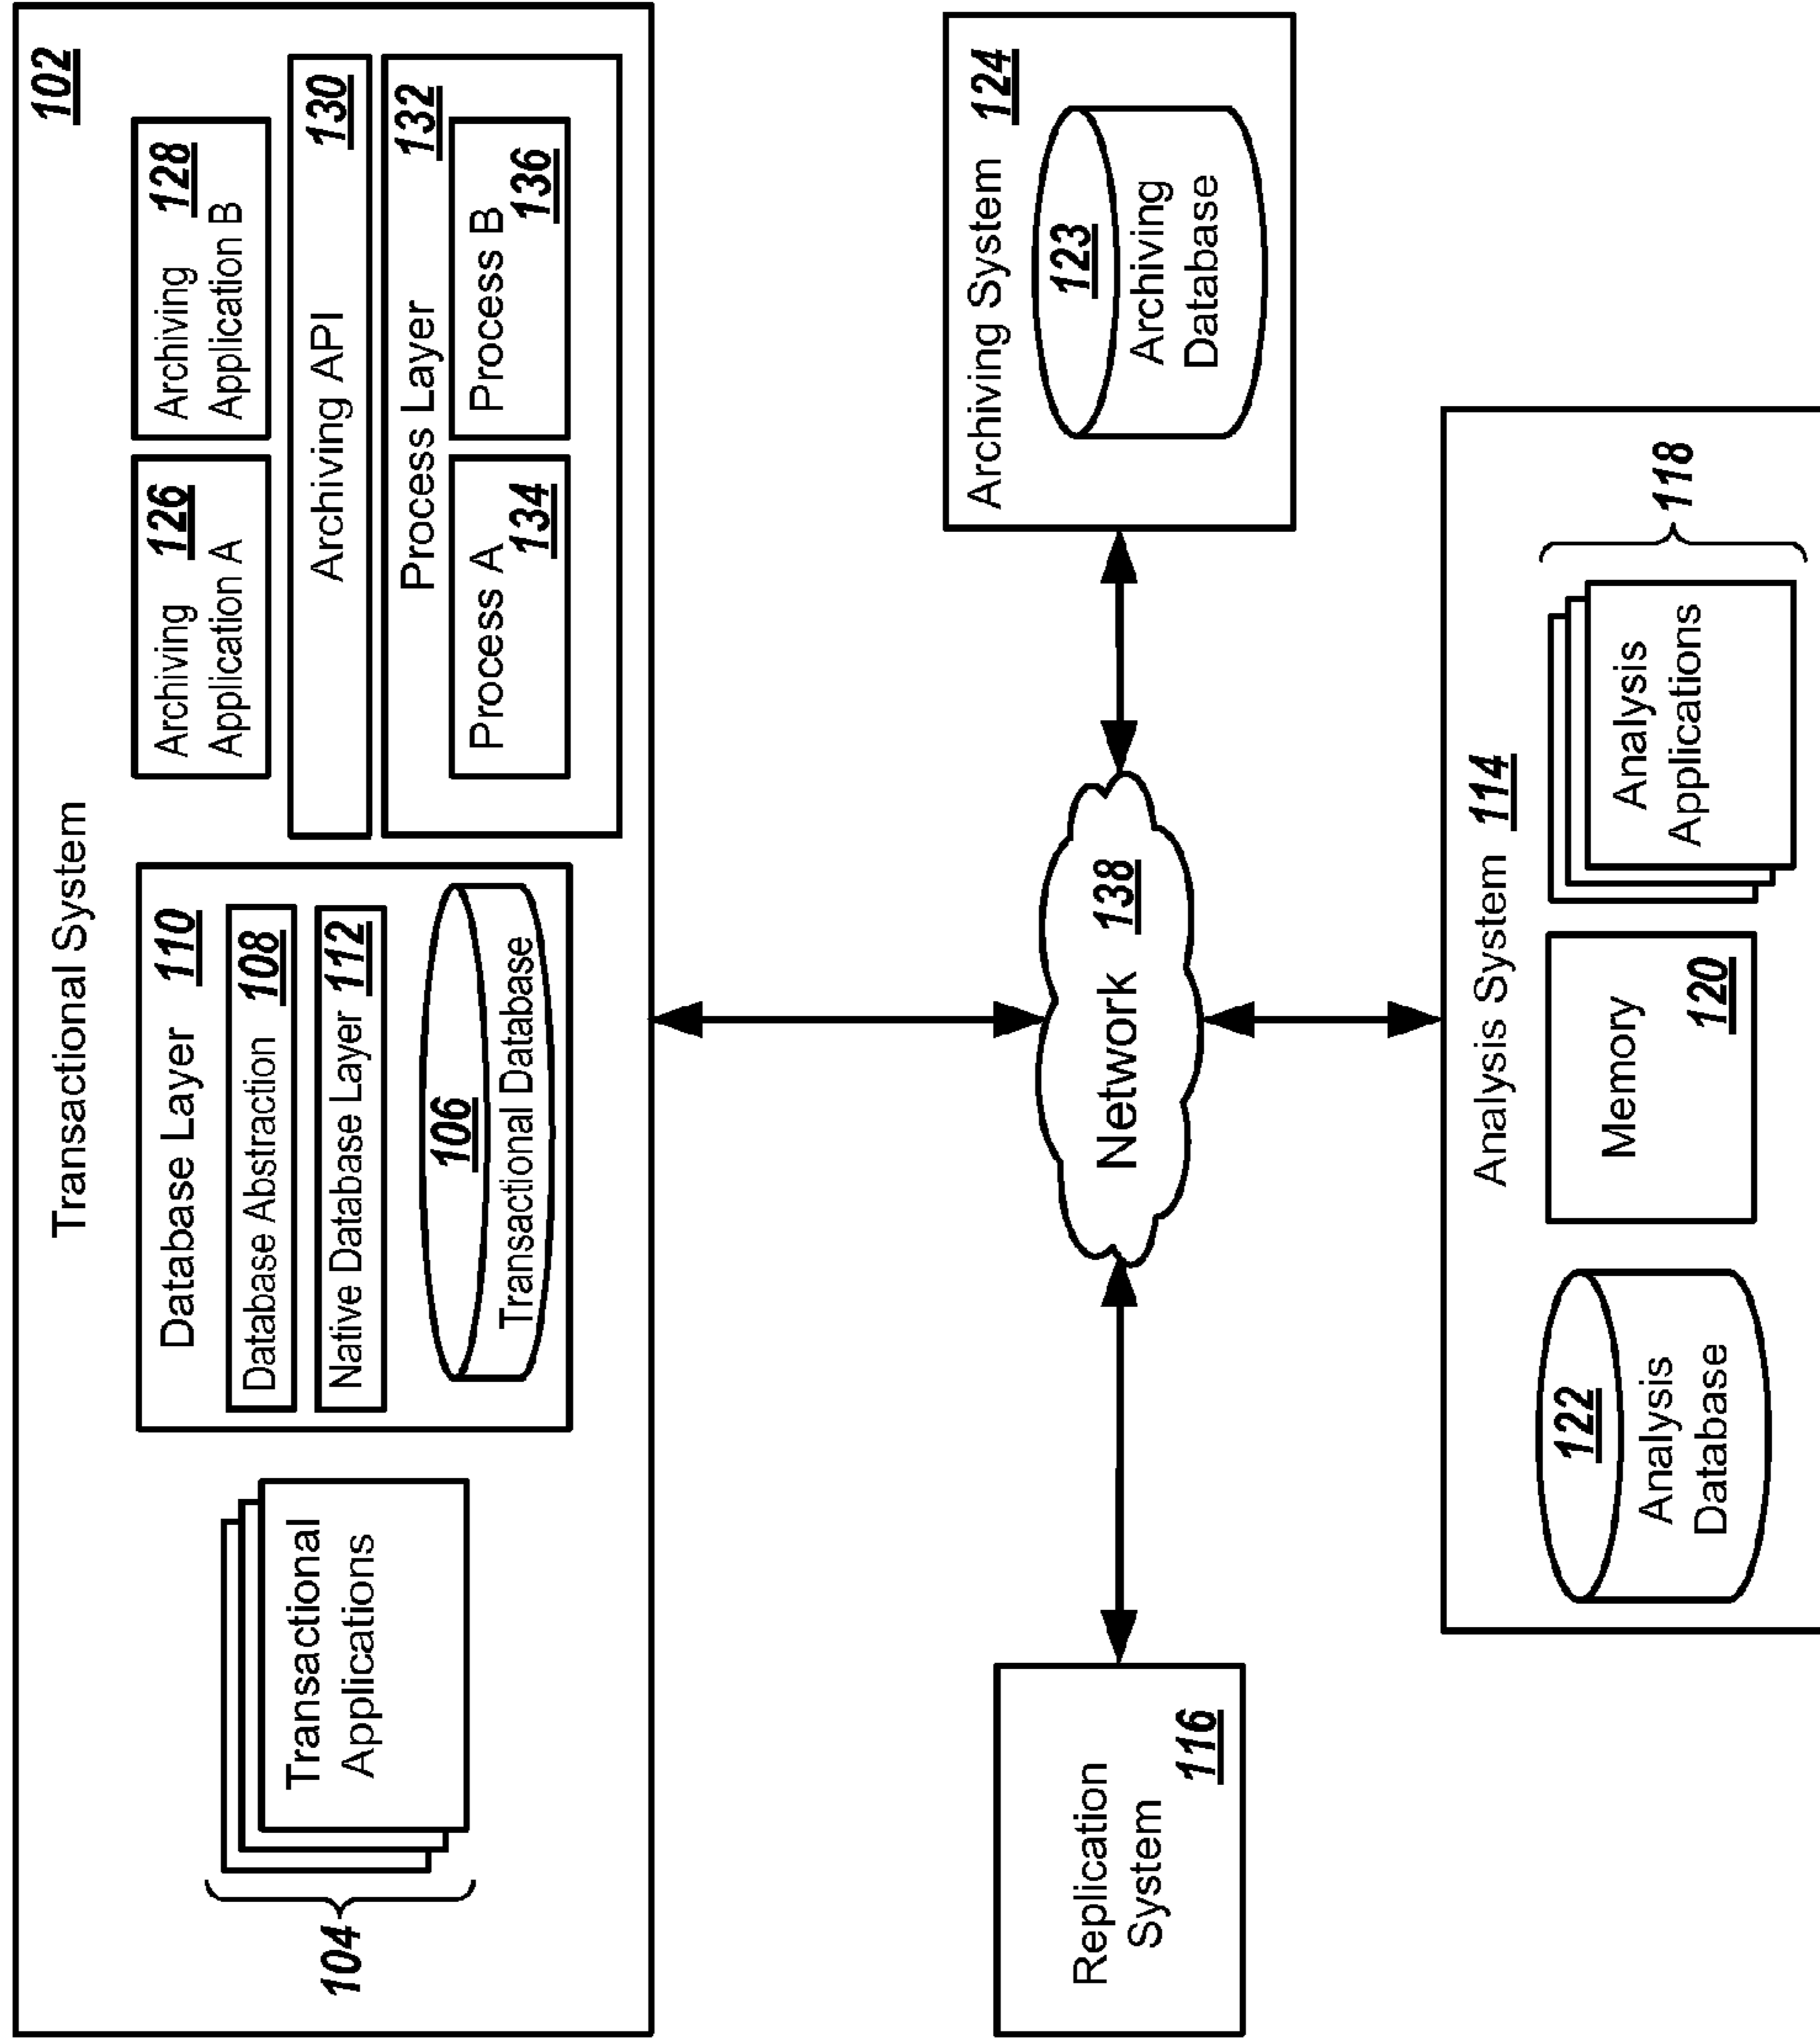 Transactional System
102
104
Transactional
Applications
Database Layer 110
Database Abstraction 108
Native Database Layer 112
106
Transactional Database
Archiving 126
Application A
Archiving 128
Application B
Archiving API 130
Process Layer 132
Process A
134
Process B
136
Replication
System
116
Network 138
Archiving System 124
123
Archiving
Database
Analysis System 114
122
Analysis
Database
Memory
120
Analysis
Applications
118